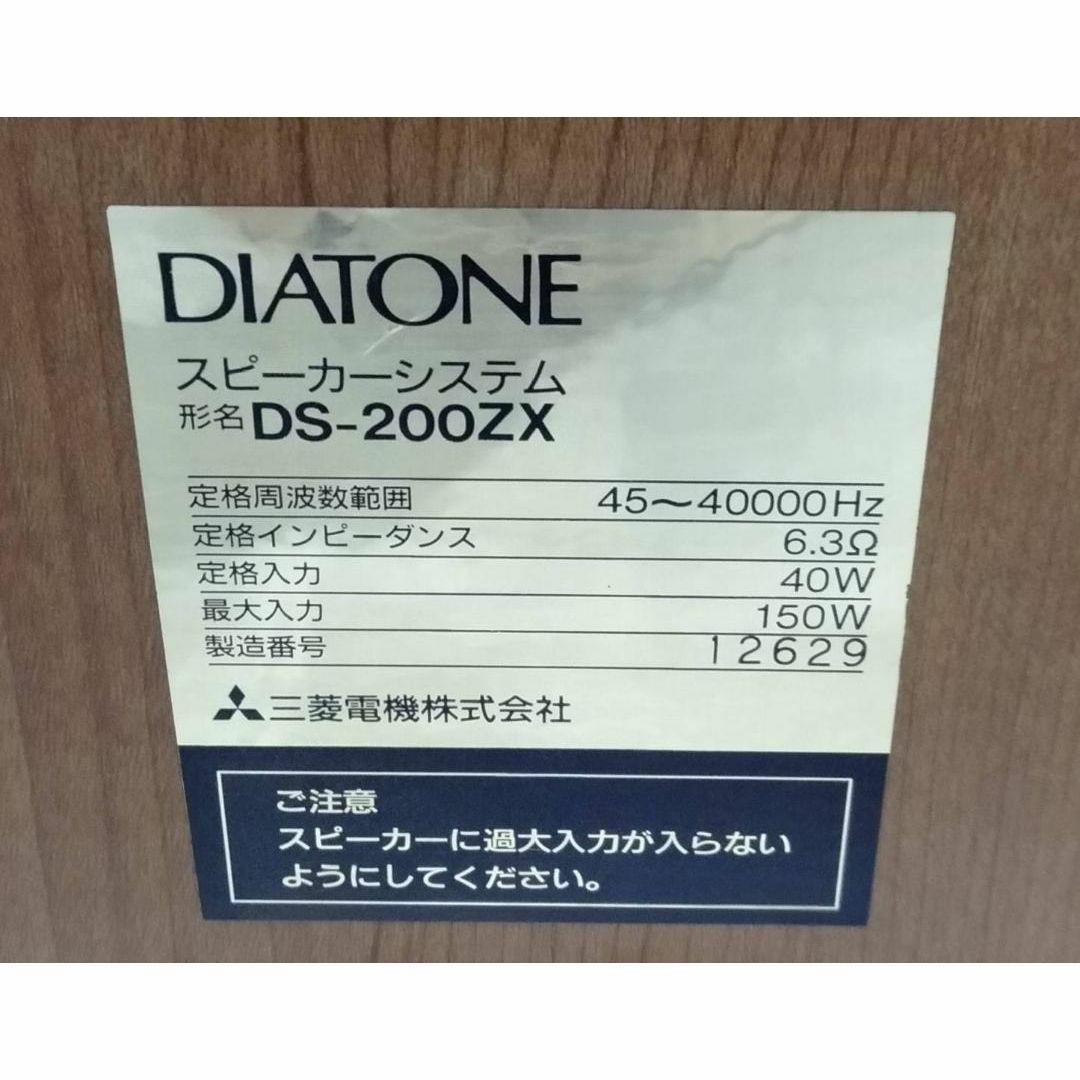 DIATONE
スピーカーシステム
形名 DS-200ZX
定格周波数範囲 45〜40000Hz
定格インピーダンス 6.3Ω
定格入力 40W
最大入力 150W
製造番号 12629
三菱電機株式会社
ご注意
スピーカーに過大入力が入らない
ようにしてください。